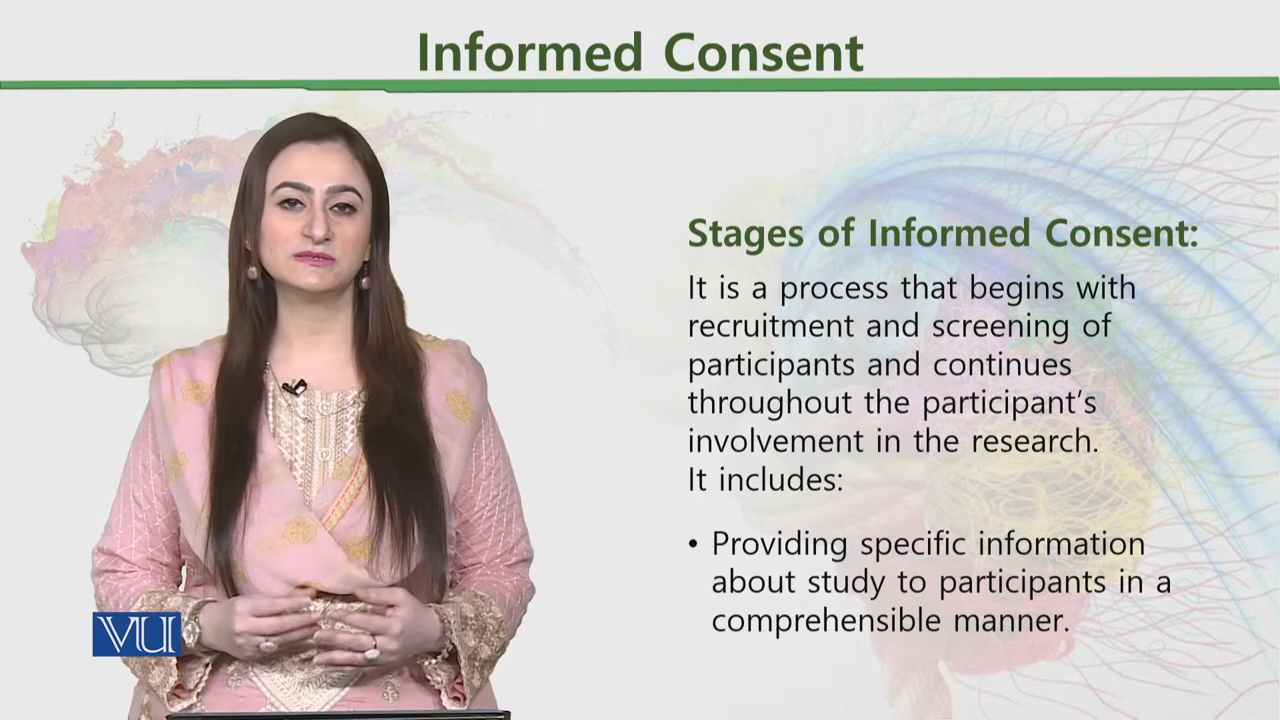 Informed Consent
Stages of Informed Consent:
It is a process that begins with
recruitment and screening of
participants and continues
throughout the participant's
involvement in the research.
It includes:
• Providing specific information
about study to participants in a
comprehensible manner.
VU